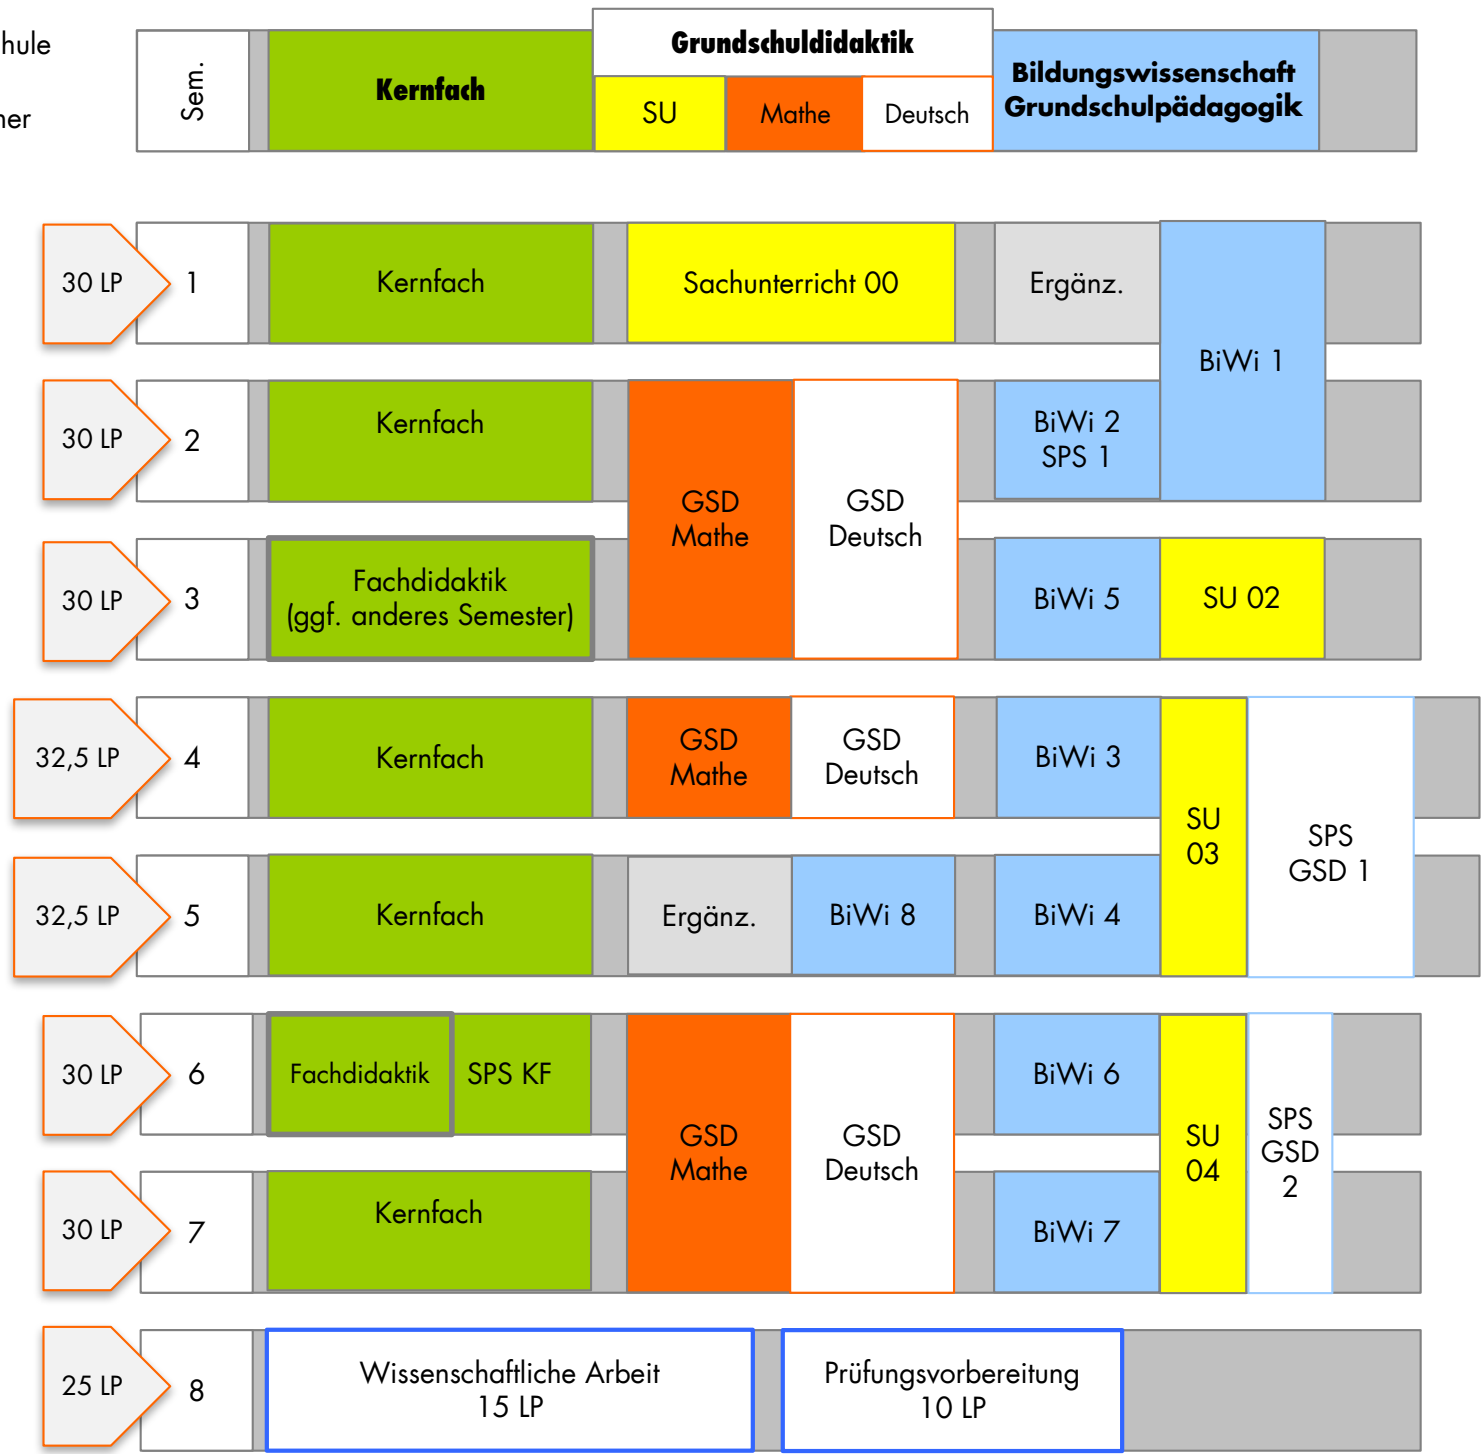 hule
ner
Sem.
Kernfach
Grundschuldidaktik
SU
Mathe
Deutsch
Bildungswissenschaft
Grundschulpädagogik
30 LP
1
Kernfach
Sachunterricht 00
Ergänz.
BiWi 1
30 LP
2
Kernfach
GSD
Mathe
GSD
Deutsch
BiWi 2
SPS 1
30 LP
3
Fachdidaktik
(ggf. anderes Semester)
BiWi 5
SU 02
32,5 LP
4
Kernfach
GSD
Mathe
GSD
Deutsch
BiWi 3
SU
03
SPS
GSD 1
32,5 LP
5
Kernfach
Ergänz.
BiWi 8
BiWi 4
30 LP
6
Fachdidaktik
SPS KF
GSD
Mathe
GSD
Deutsch
BiWi 6
SU
04
SPS
GSD
2
30 LP
7
Kernfach
BiWi 7
25 LP
8
Wissenschaftliche Arbeit
15 LP
Prüfungsvorbereitung
10 LP